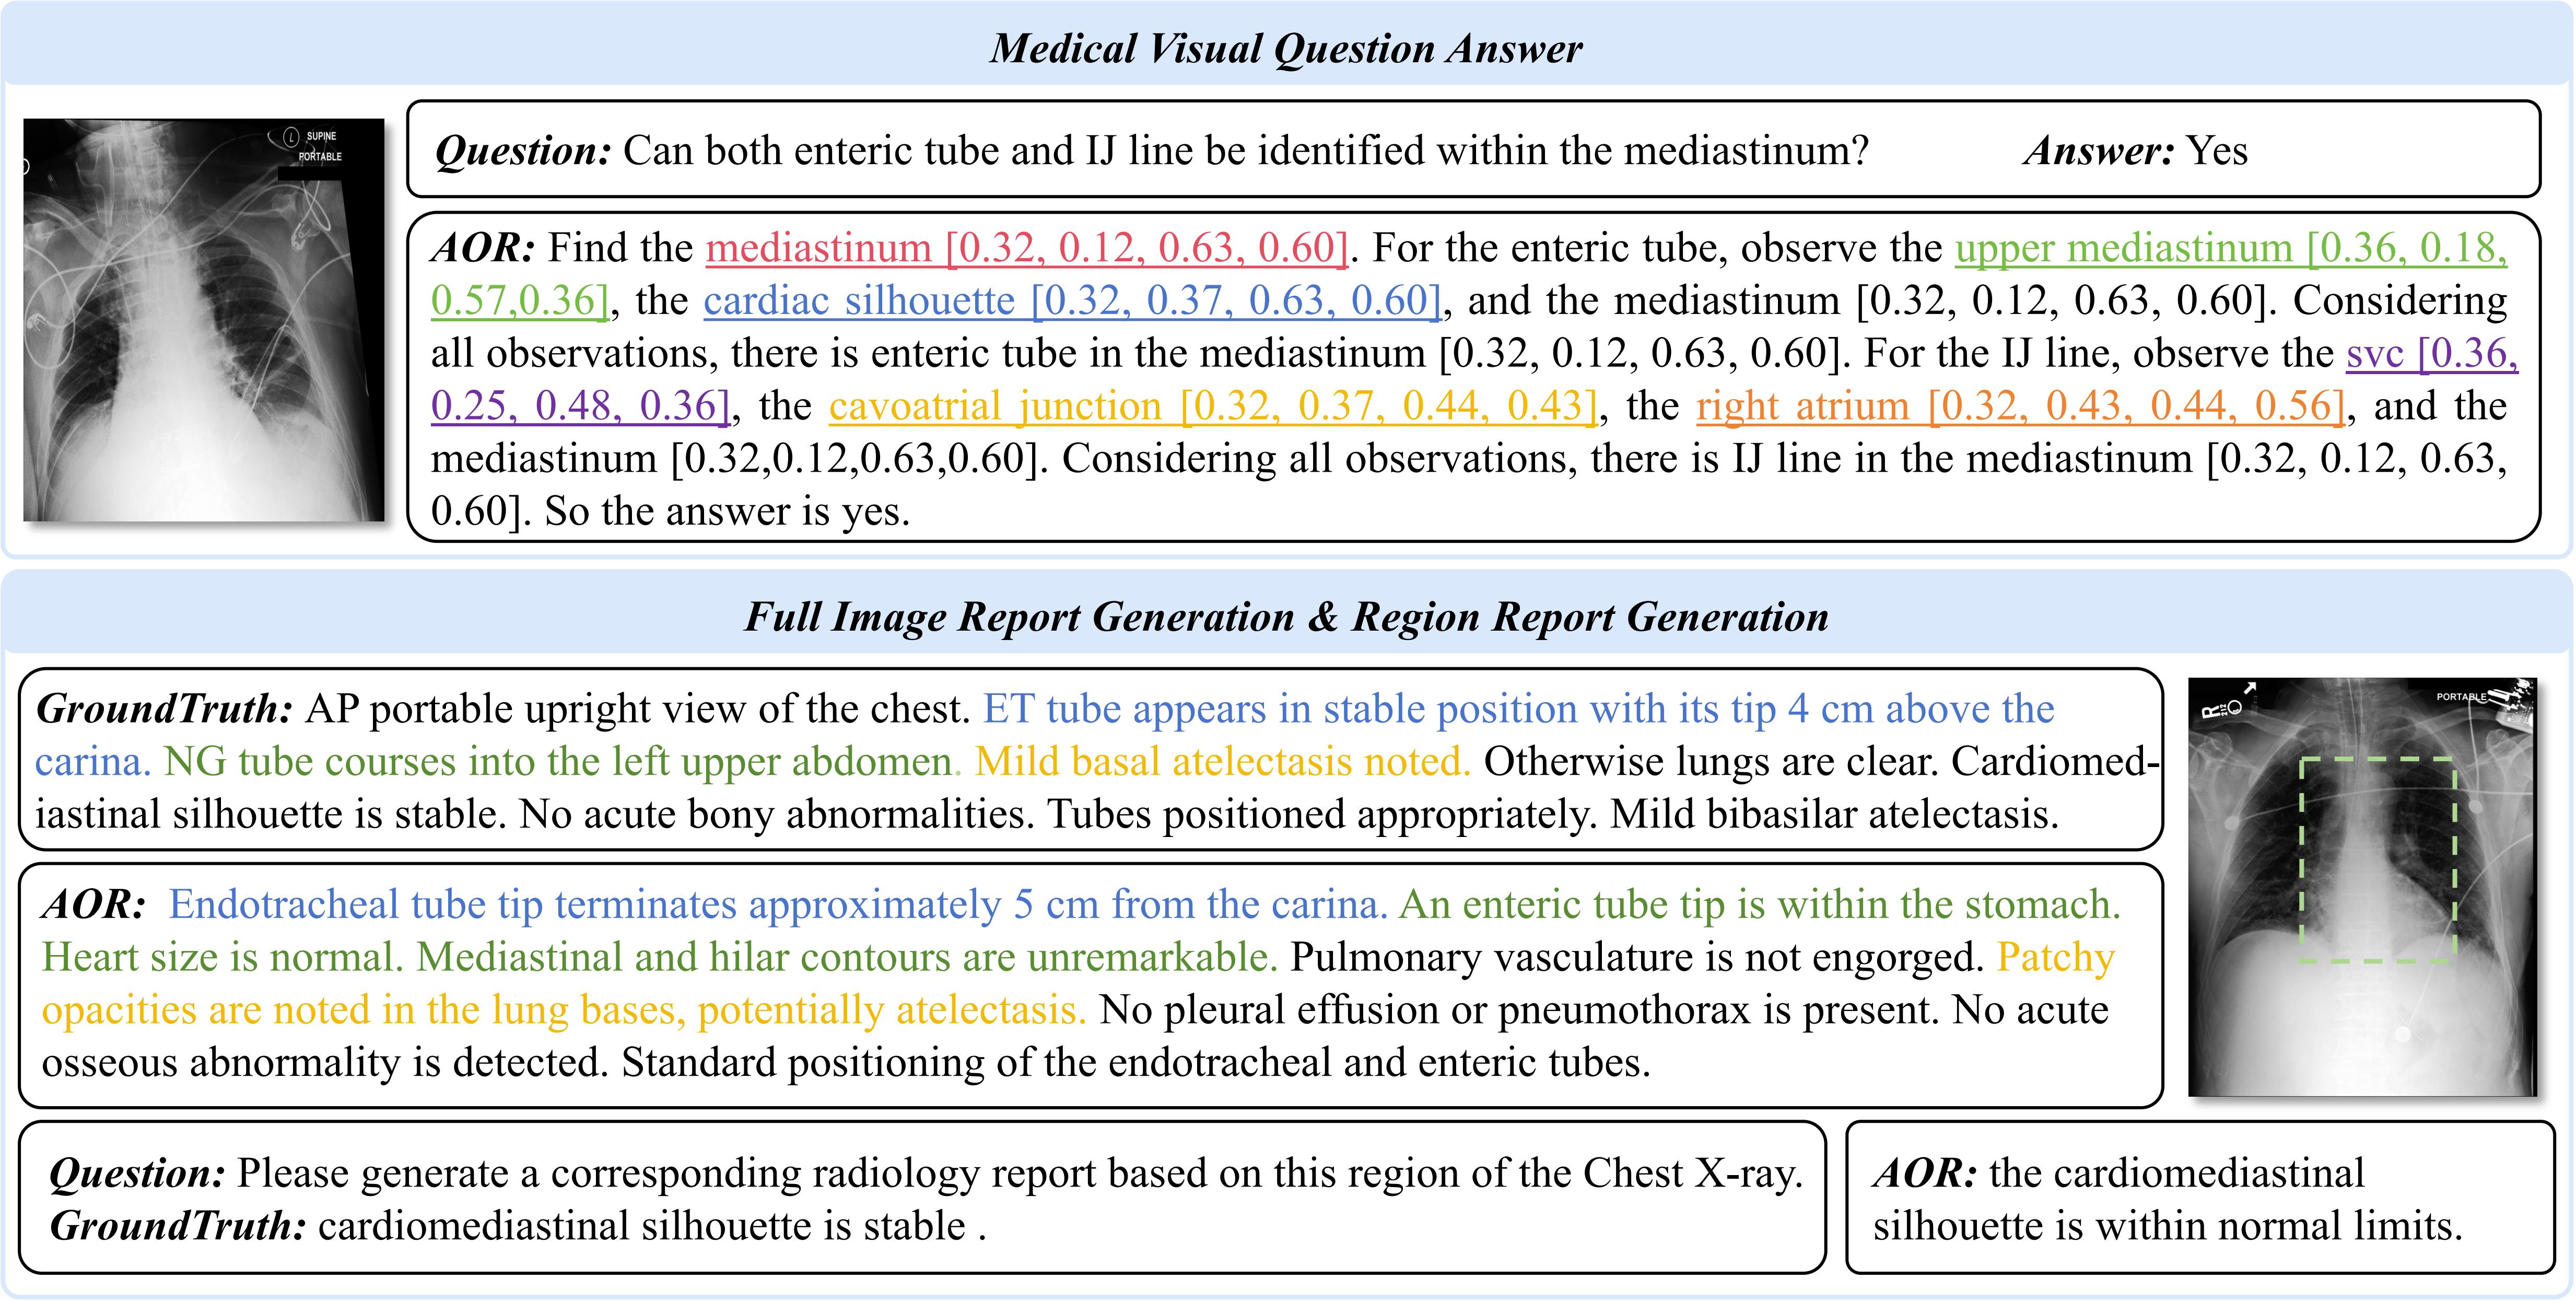 Medical Visual Question Answer
L SUPINE
PORTABLE
Question: Can both enteric tube and IJ line be identified within the mediastinum? Answer: Yes
AOR: Find the mediastinum [0.32, 0.12, 0.63, 0.60]. For the enteric tube, observe the upper mediastinum [0.36, 0.18,
0.57,0.36], the cardiac silhouette [0.32, 0.37, 0.63, 0.60], and the mediastinum [0.32, 0.12, 0.63, 0.60]. Considering
all observations, there is enteric tube in the mediastinum [0.32, 0.12, 0.63, 0.60]. For the IJ line, observe the svc [0.36,
0.25, 0.48, 0.36], the cavoatrial junction [0.32, 0.37, 0.44, 0.43], the right atrium [0.32, 0.43, 0.44, 0.56], and the
mediastinum [0.32,0.12,0.63,0.60]. Considering all observations, there is IJ line in the mediastinum [0.32, 0.12, 0.63,
0.60]. So the answer is yes.
Full Image Report Generation & Region Report Generation
GroundTruth: AP portable upright view of the chest. ET tube appears in stable position with its tip 4 cm above the
carina. NG tube courses into the left upper abdomen. Mild basal atelectasis noted. Otherwise lungs are clear. Cardiomed-
iastinal silhouette is stable. No acute bony abnormalities. Tubes positioned appropriately. Mild bibasilar atelectasis.
R
PORTABLE
AOR: Endotracheal tube tip terminates approximately 5 cm from the carina. An enteric tube tip is within the stomach.
Heart size is normal. Mediastinal and hilar contours are unremarkable. Pulmonary vasculature is not engorged. Patchy
opacities are noted in the lung bases, potentially atelectasis. No pleural effusion or pneumothorax is present. No acute
osseous abnormality is detected. Standard positioning of the endotracheal and enteric tubes.
Question: Please generate a corresponding radiology report based on this region of the Chest X-ray.
GroundTruth: cardiomediastinal silhouette is stable .
AOR: the cardiomediastinal
silhouette is within normal limits.